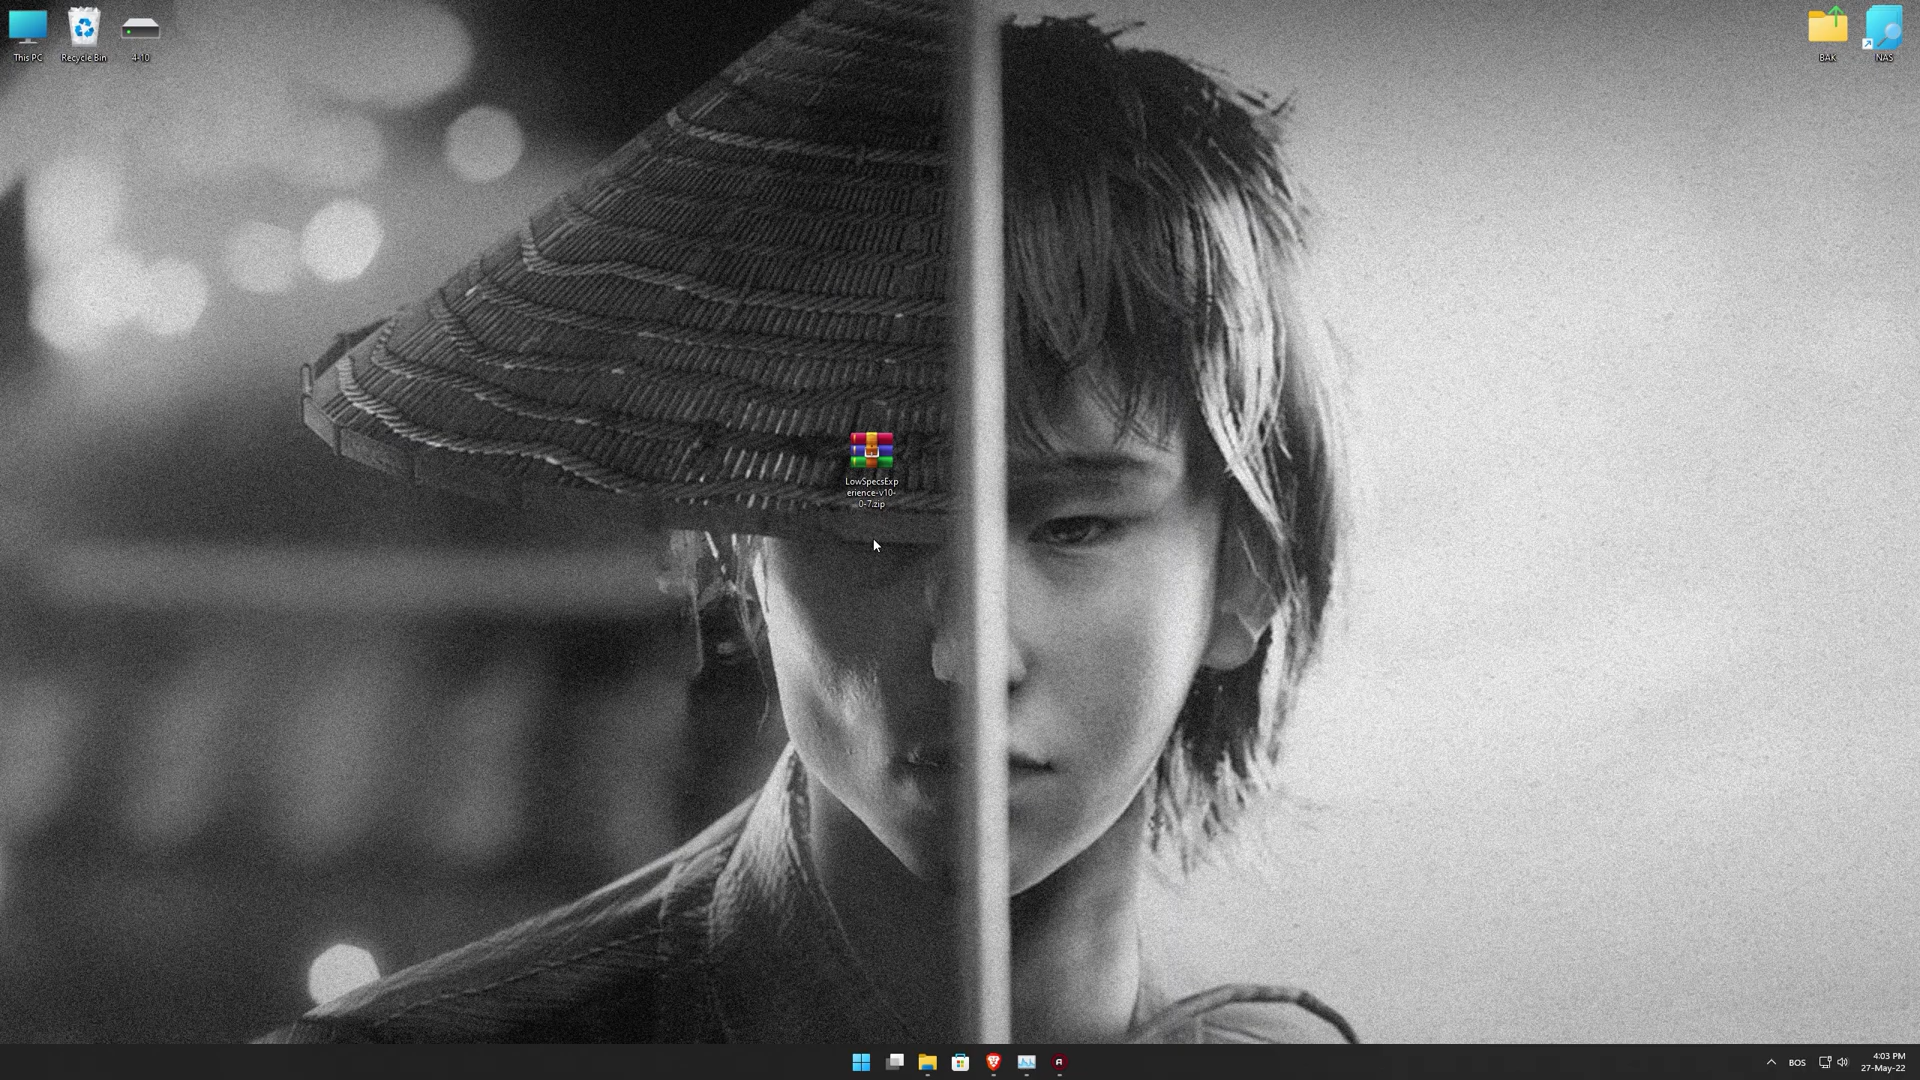 This PC
Recycle Bin
4-10
BAK
NAS
LowSpecsExp
erience-v10-
0-7.zip
BOS
4:03 PM
27-May-22